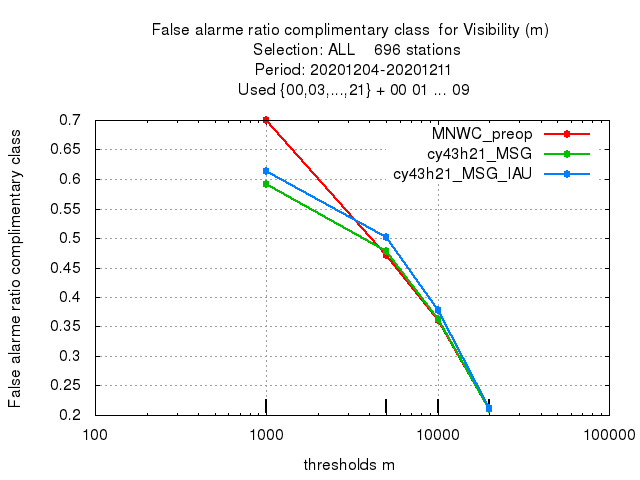 False alarme ratio complimentary class  for Visibility (m)
Selection: ALL    696 stations
Period: 20201204-20201211
Used {00,03,...,21} + 00 01 ... 09
False alarme ratio complimentary class
0.7
0.65
0.6
0.55
0.5
0.45
0.4
0.35
0.3
0.25
0.2
MNWC_preop
cy43h21_MSG
cy43h21_MSG_IAU
100
1000
10000
100000
thresholds m